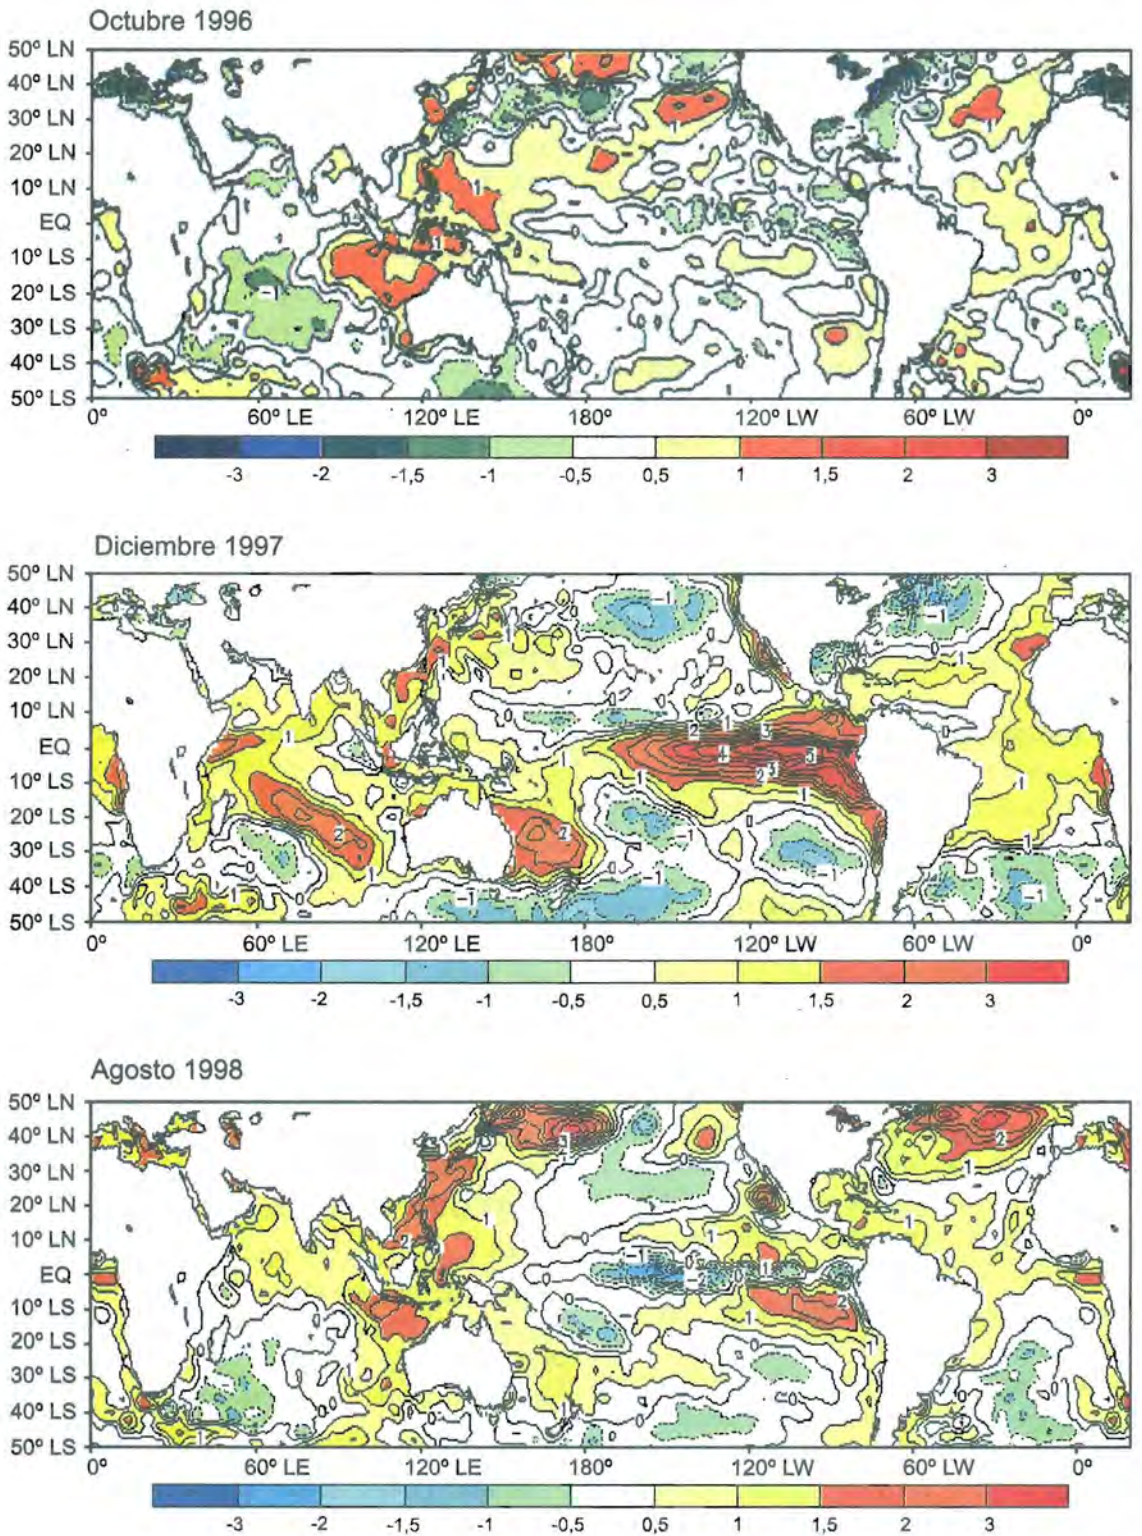 Octubre 1996
50º LN
40º LN
30º LN
20º LN
10º LN
EQ
10º LS
20º LS
30º LS
40º LS
50º LS
0º 60º LE 120º LE 180º 120º LW 60º LW 0º
-3 -2 -1,5 -1 -0,5 0,5 1 1,5 2 3
Diciembre 1997
50º LN
40º LN
30º LN
20º LN
10º LN
EQ
10º LS
20º LS
30º LS
40º LS
50º LS
0º 60º LE 120º LE 180º 120º LW 60º LW 0º
-3 -2 -1,5 -1 -0,5 0,5 1 1,5 2 3
Agosto 1998
50º LN
40º LN
30º LN
20º LN
10º LN
EQ
10º LS
20º LS
30º LS
40º LS
50º LS
0º 60º LE 120º LE 180º 120º LW 60º LW 0º
-3 -2 -1,5 -1 -0.5 0,5 1 1,5 2 3